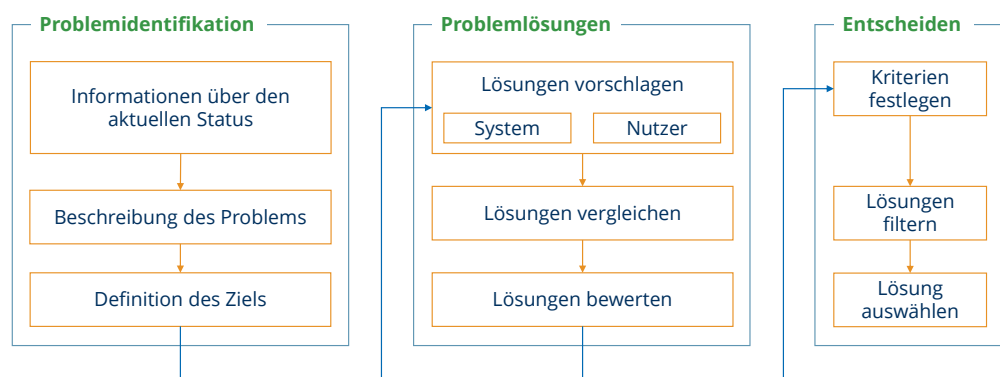 Problemidentifikation
Informationen über den
aktuellen Status
Beschreibung des Problems
Definition des Ziels
Problemlösungen
Lösungen vorschlagen
System
Nutzer
Lösungen vergleichen
Lösungen bewerten
Entscheiden
Kriterien
festlegen
Lösungen
filtern
Lösung
auswählen